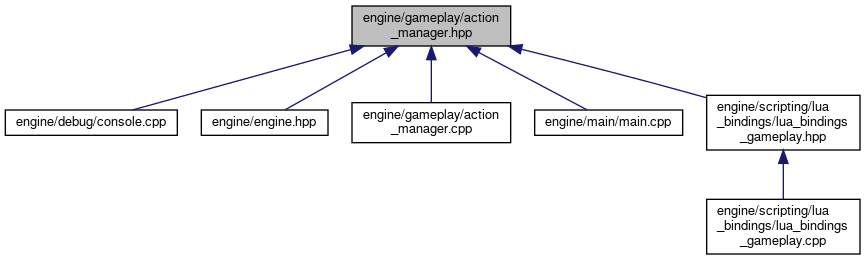 engine/gameplay/action
_manager.hpp
engine/debug/console.cpp
engine/engine.hpp
engine/gameplay/action
_manager.cpp
engine/main/main.cpp
engine/scripting/lua
_bindings/lua_bindings
_gameplay.hpp
engine/scripting/lua
_bindings/lua_bindings
_gameplay.cpp